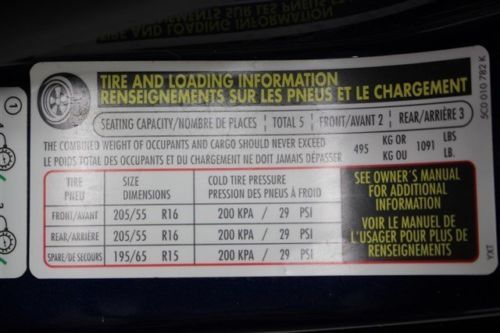 TIRE AND LOADING INFORMATION
RENSEIGNEMENTS SUR LES PNEUS ET LE CHARGEMENT
SEATING CAPACITY/NOMBRE DE PLACES TOTAL 5 FRONT/AVANT 2 REAR/ARRIÈRE 3
THE COMBINED WEIGHT OF OCCUPANTS AND CARGO SHOULD NEVER EXCEED
LE POIDS TOTAL DES OCCUPANTS ET DU CHARGEMENT NE DOIT JAMAIS DÉPASSER
495 KG OR 1091 LBS
KG OU LB.
TIRE SIZE COLD TIRE PRESSURE
PNEU DIMENSIONS PRESSION DES PNEUS À FROID
FRONT/AVANT 205/55 R16 200 KPA / 29 PSI
REAR/ARRIÈRE 205/55 R16 200 KPA / 29 PSI
SPARE/DE SECOURS 195/65 R15 200 KPA / 29 PSI
SEE OWNER'S MANUAL
FOR ADDITIONAL
INFORMATION
VOIR LE MANUEL DE
L'USAGER POUR PLUS DE
RENSEIGNEMENTS
5C0 010 782 K
YXT
1